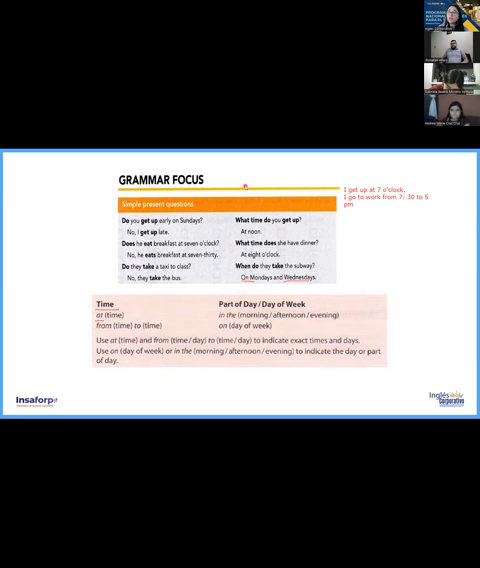 PROGRAMA
NACIONAL
PARA EL
GRAMMAR FOCUS
I get up at 7 o'clock.
I go to work from 7: 30 to 5
pm
Simple present questions
Do you get up early on Sundays?
No, I get up late.
Does he eat breakfast at seven o'clock?
No, he eats breakfast at seven-thirty.
Do they take a taxi to class?
No, they take the bus.
What time do you get up?
At noon.
What time does she have dinner?
At eight o'clock.
When do they take the subway?
On Mondays and Wednesdays.
Time
at (time)
from (time) to (time)
Part of Day / Day of Week
in the (morning / afternoon / evening)
on (day of week)
Use at (time) and from (time / day) to (time / day) to indicate exact times and days.
Use on (day of week) or in the (morning / afternoon / evening) to indicate the day or part
of day.
Insaforp
Inglés
Corporativo